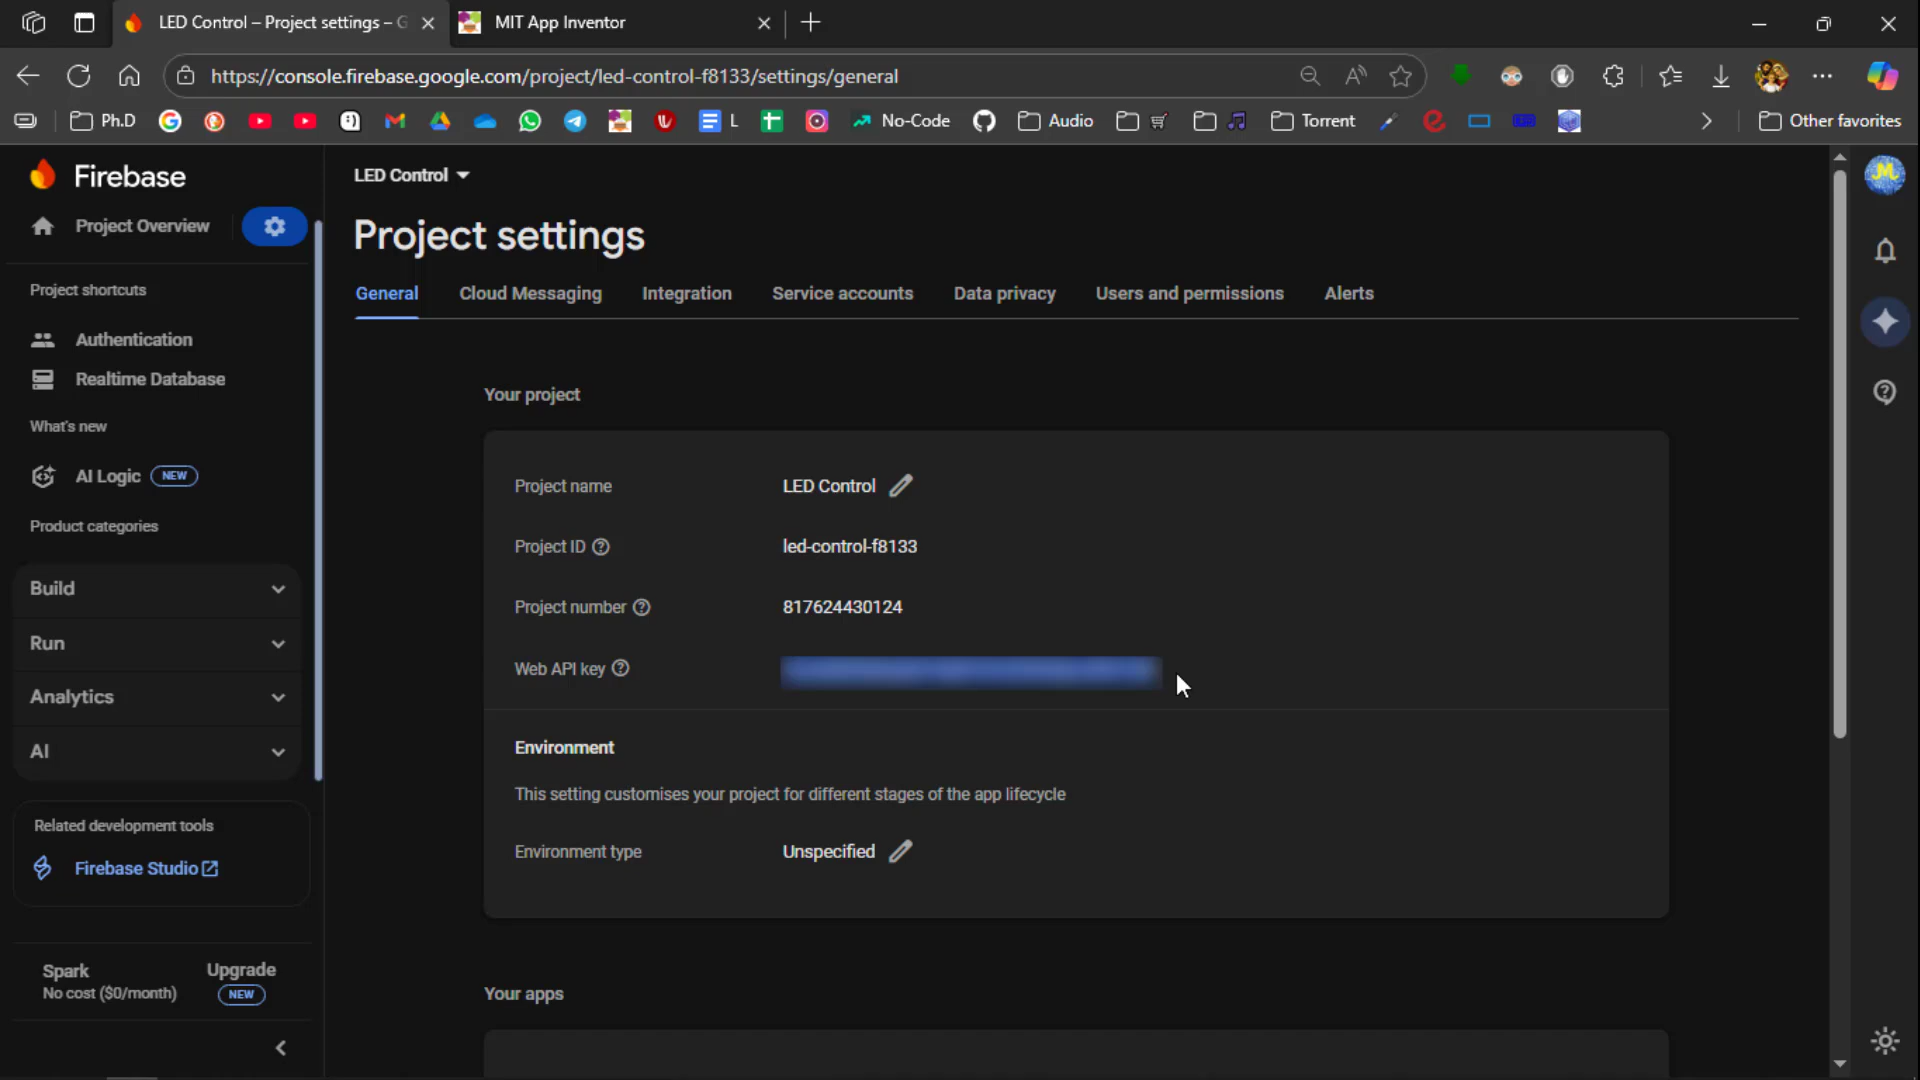 LED Control – Project settings – G
MIT App Inventor
https://console.firebase.google.com/project/led-control-f8133/settings/general
Ph.D
L
No-Code
Audio
Torrent
Other favorites
Firebase
Project Overview
Project shortcuts
Authentication
Realtime Database
What's new
AI Logic NEW
Product categories
Build
Run
Analytics
AI
Related development tools
Firebase Studio
Spark
No cost ($0/month)
Upgrade
NEW
LED Control
Project settings
General Cloud Messaging Integration Service accounts Data privacy Users and permissions Alerts
Your project
Project name LED Control
Project ID led-control-f8133
Project number 817624430124
Web API key
Environment
This setting customises your project for different stages of the app lifecycle
Environment type Unspecified
Your apps